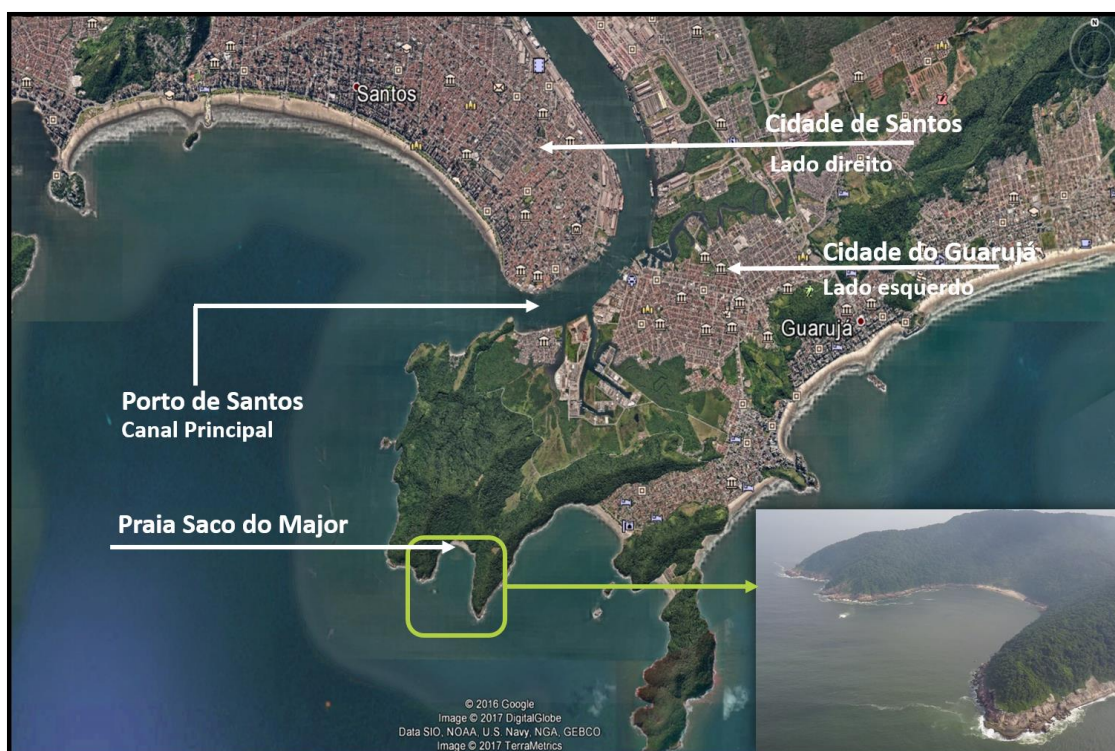 N
Santos
Cidade de Santos
Lado direito
Cidade do Guarujá
Lado esquerdo
Guarujá
Porto de Santos
Canal Principal
Praia Saco do Major
© 2016 Google
Image © 2017 DigitalGlobe
Data SIO, NOAA, U.S. Navy, NGA, GEBCO
Image © 2017 TerraMetrics